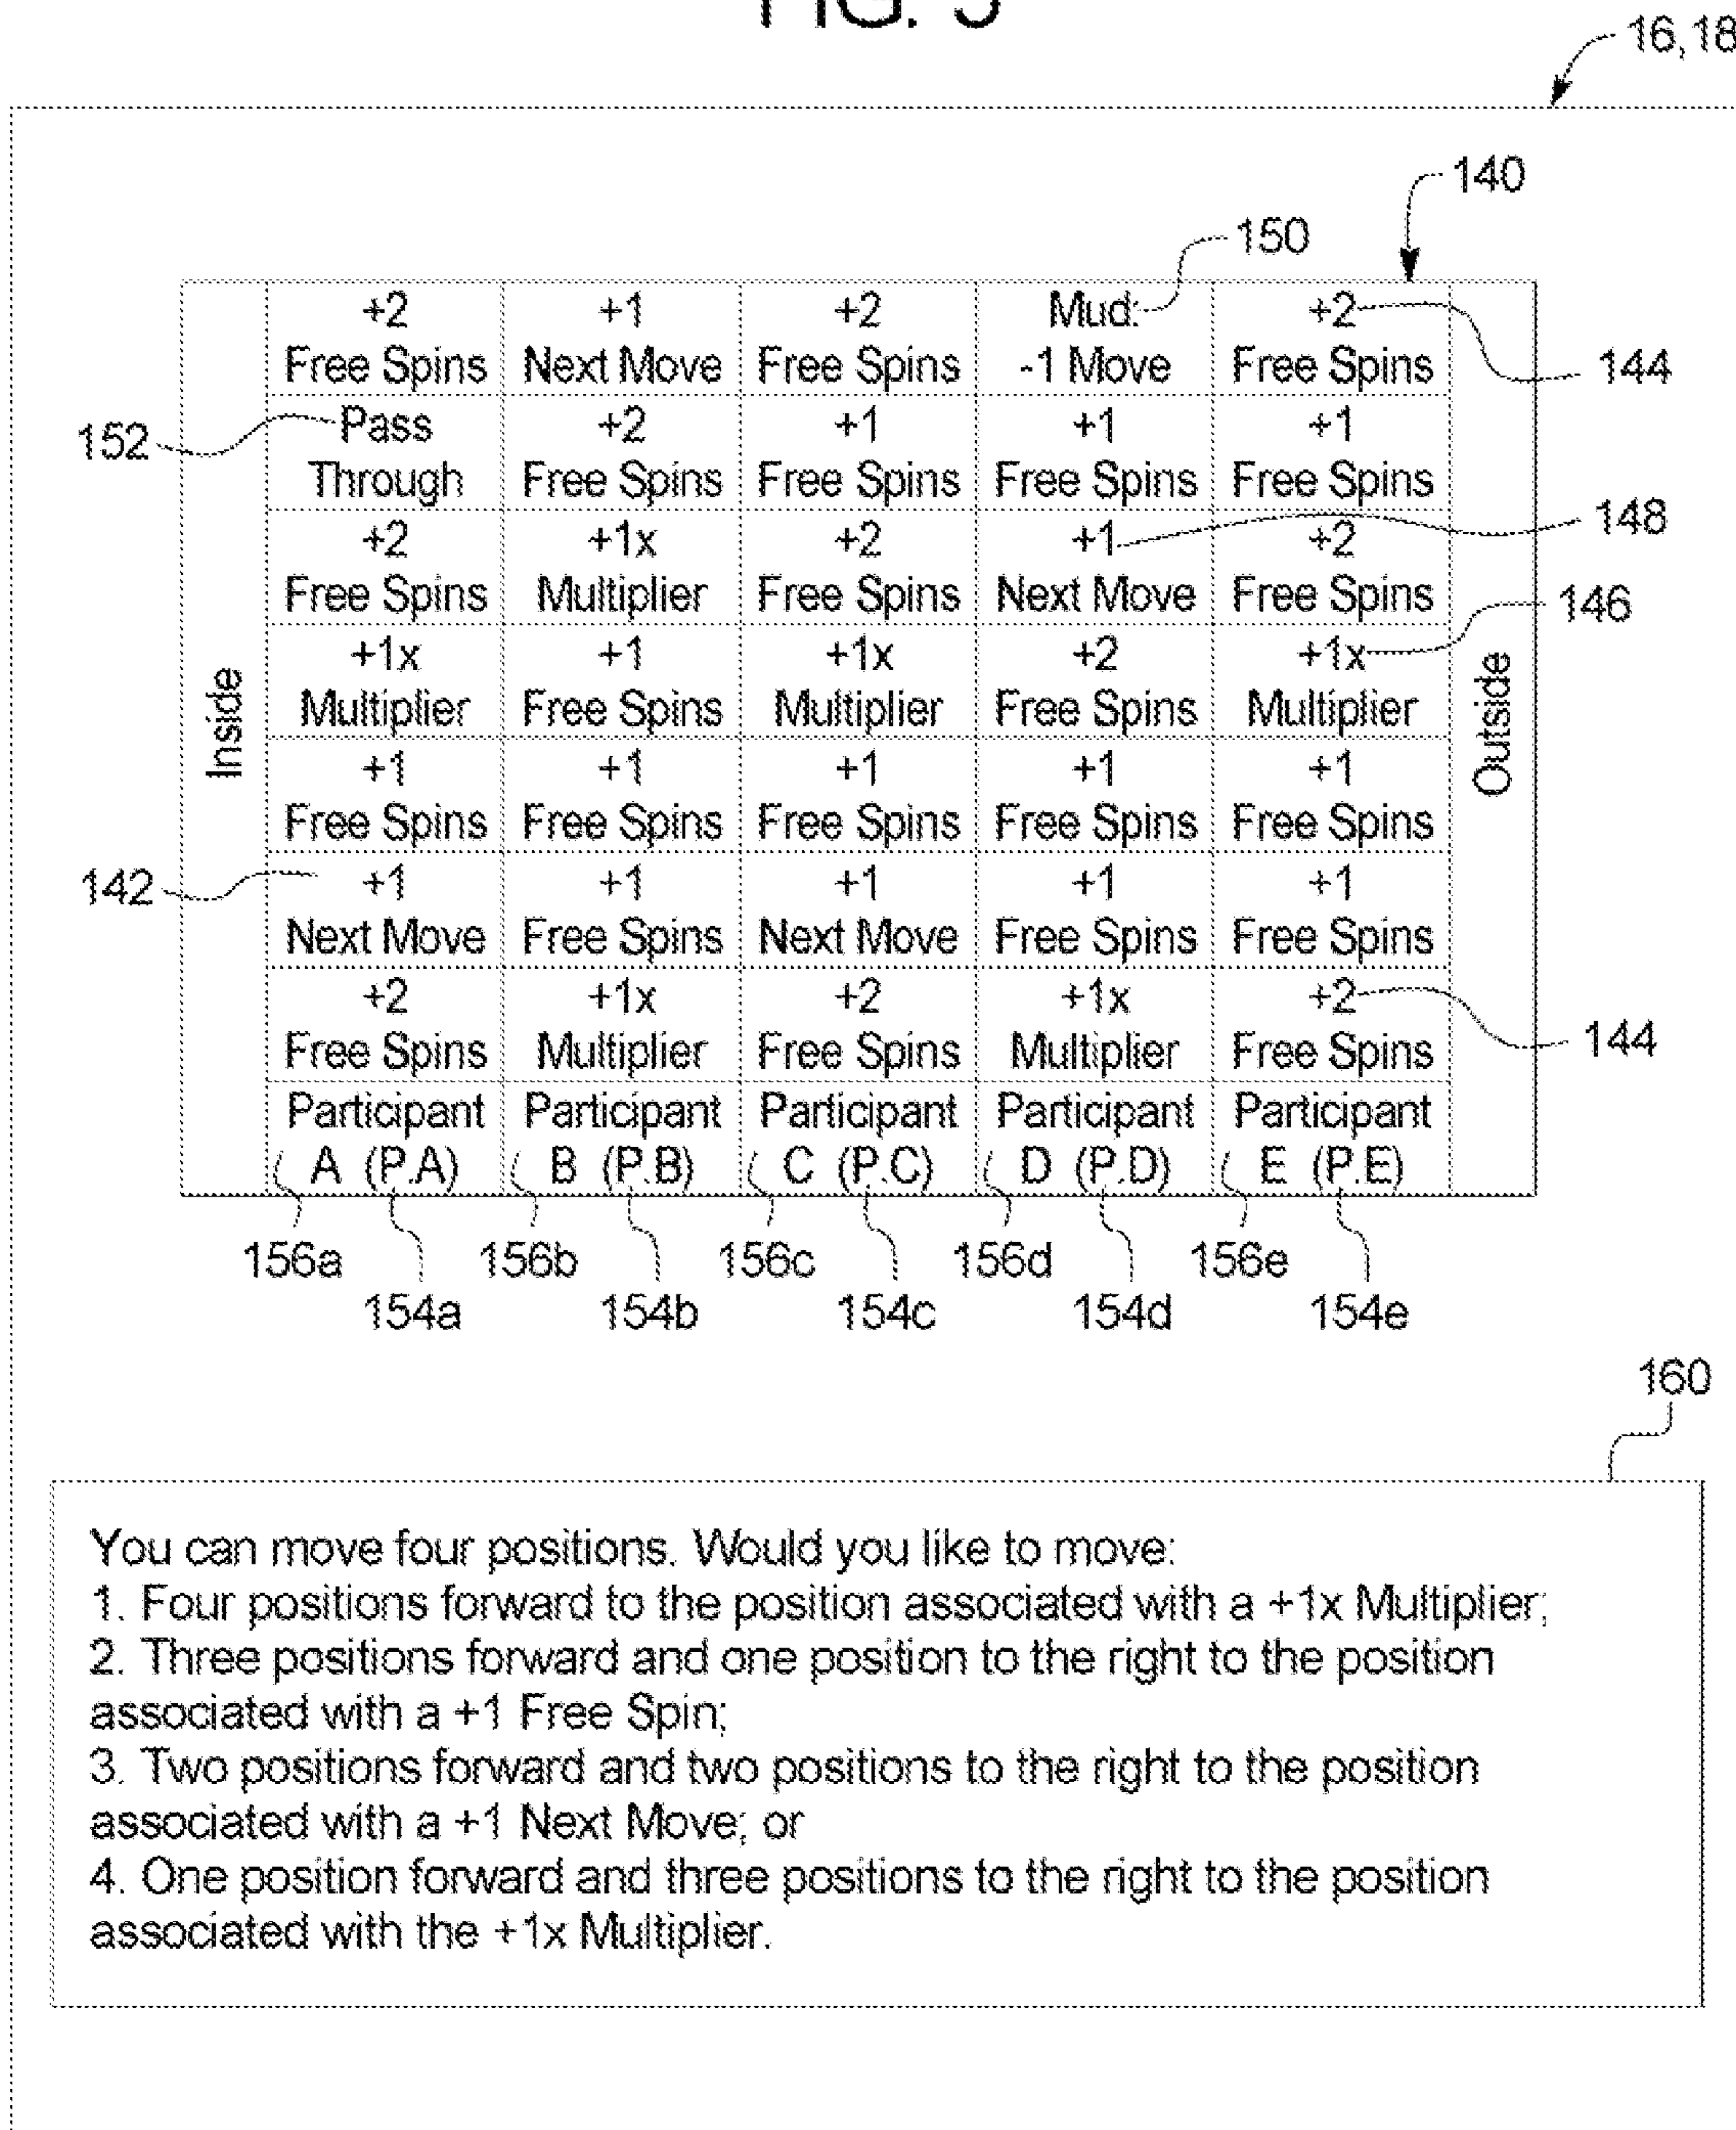 FIG. 5
16, 18
140
150
+2 +1 +2 Mud: +2
Free Spins Next Move Free Spins -1 Move Free Spins
144
152
Pass +2 +1 +1 +1
Through Free Spins Free Spins Free Spins Free Spins
148
+2 +1x +2 +1 +2
Free Spins Multiplier Free Spins Next Move Free Spins
146
+1x +1 +1x +2 +1x
Multiplier Free Spins Multiplier Free Spins Multiplier
Inside
Outside
+1 +1 +1 +1 +1
Free Spins Free Spins Free Spins Free Spins Free Spins
142
+1 +1 +1 +1 +1
Next Move Free Spins Next Move Free Spins Free Spins
+2 +1x +2 +1x +2
Free Spins Multiplier Free Spins Multiplier Free Spins
144
Participant Participant Participant Participant Participant
A (P.A) B (P.B) C (P.C) D (P.D) E (P.E)
156a 156b 156c 156d 156e
154a 154b 154c 154d 154e
160
You can move four positions. Would you like to move:
1. Four positions forward to the position associated with a +1x Multiplier;
2. Three positions forward and one position to the right to the position
associated with a +1 Free Spin;
3. Two positions forward and two positions to the right to the position
associated with a +1 Next Move; or
4. One position forward and three positions to the right to the position
associated with the +1x Multiplier.